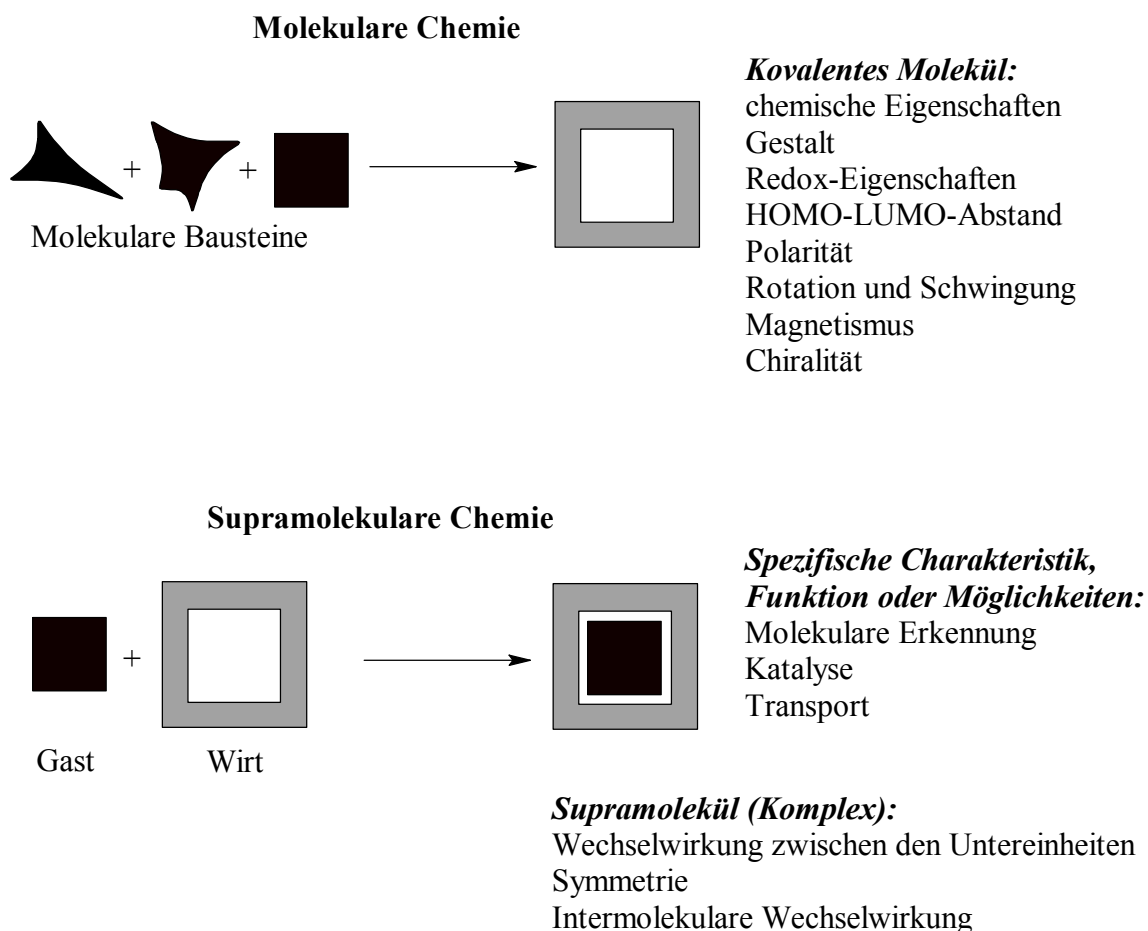 Molekulare Chemie
+ +
Molekulare Bausteine
Kovalentes Molekül:
chemische Eigenschaften
Gestalt
Redox-Eigenschaften
HOMO-LUMO-Abstand
Polarität
Rotation und Schwingung
Magnetismus
Chiralität
Supramolekulare Chemie
+
Gast Wirt
Spezifische Charakteristik,
Funktion oder Möglichkeiten:
Molekulare Erkennung
Katalyse
Transport
Supramolekül (Komplex):
Wechselwirkung zwischen den Untereinheiten
Symmetrie
Intermolekulare Wechselwirkung